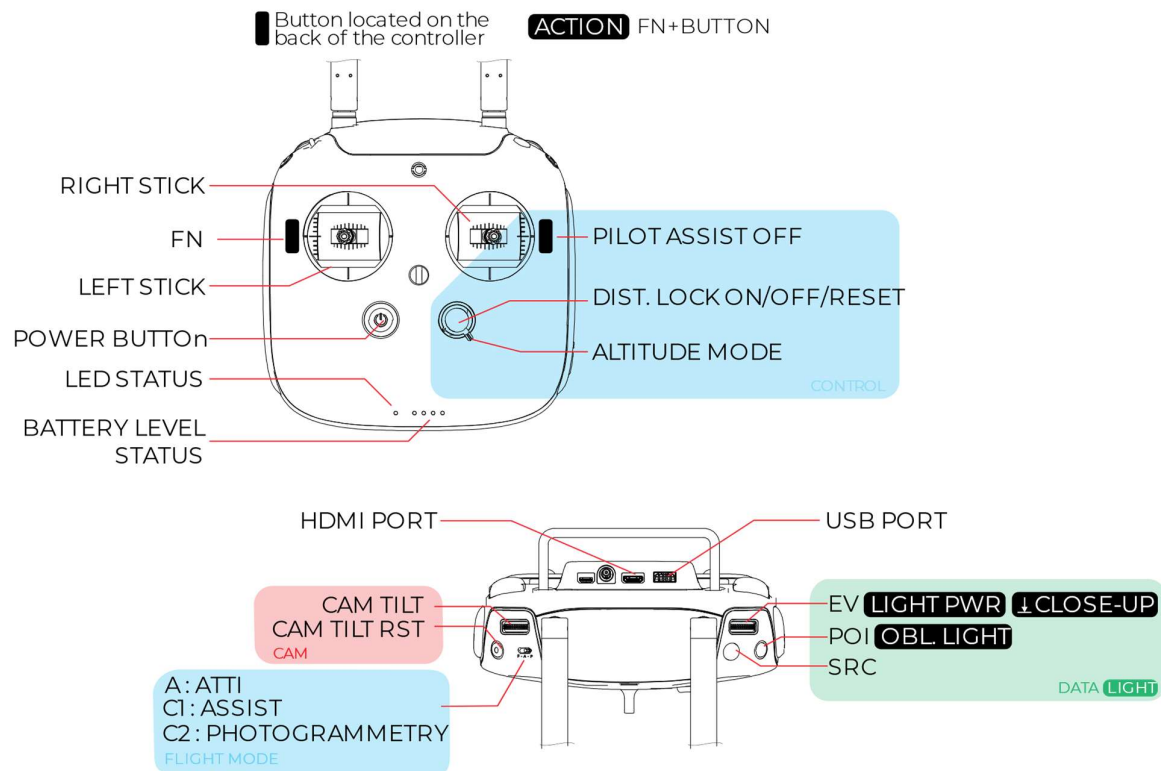 Button located on the
back of the controller
ACTION FN+BUTTON
RIGHT STICK
FN
PILOT ASSIST OFF
LEFT STICK
DIST. LOCK ON/OFF/RESET
POWER BUTTOn
ALTITUDE MODE
LED STATUS
CONTROL
BATTERY LEVEL
STATUS
HDMI PORT
USB PORT
CAM TILT
EV LIGHT PWR ↓CLOSE-UP
CAM TILT RST
POI OBL. LIGHT
CAM
SRC
A : ATTI
DATA LIGHT
C1 : ASSIST
C2 : PHOTOGRAMMETRY
FLIGHT MODE